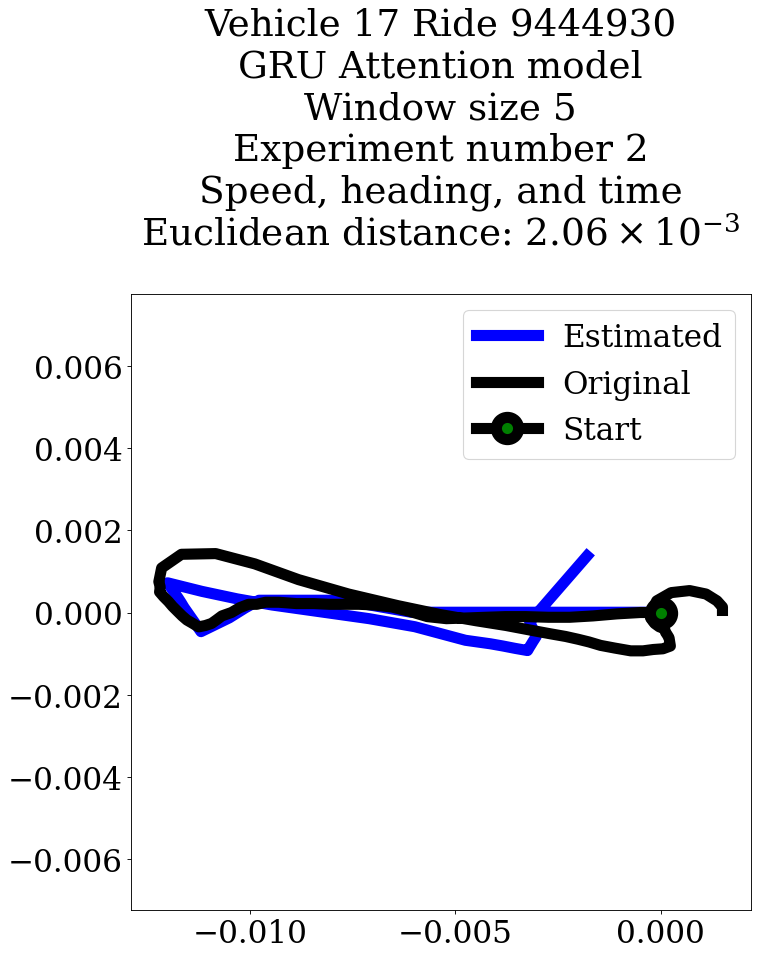 Vehicle 17 Ride 9444930
GRU Attention model
Window size 5
Experiment number 2
Speed, heading, and time
Euclidean distance: 2.06 × 10⁻³
Estimated
Original
Start
0.006
0.004
0.002
0.000
−0.002
−0.004
−0.006
−0.010
−0.005
0.000